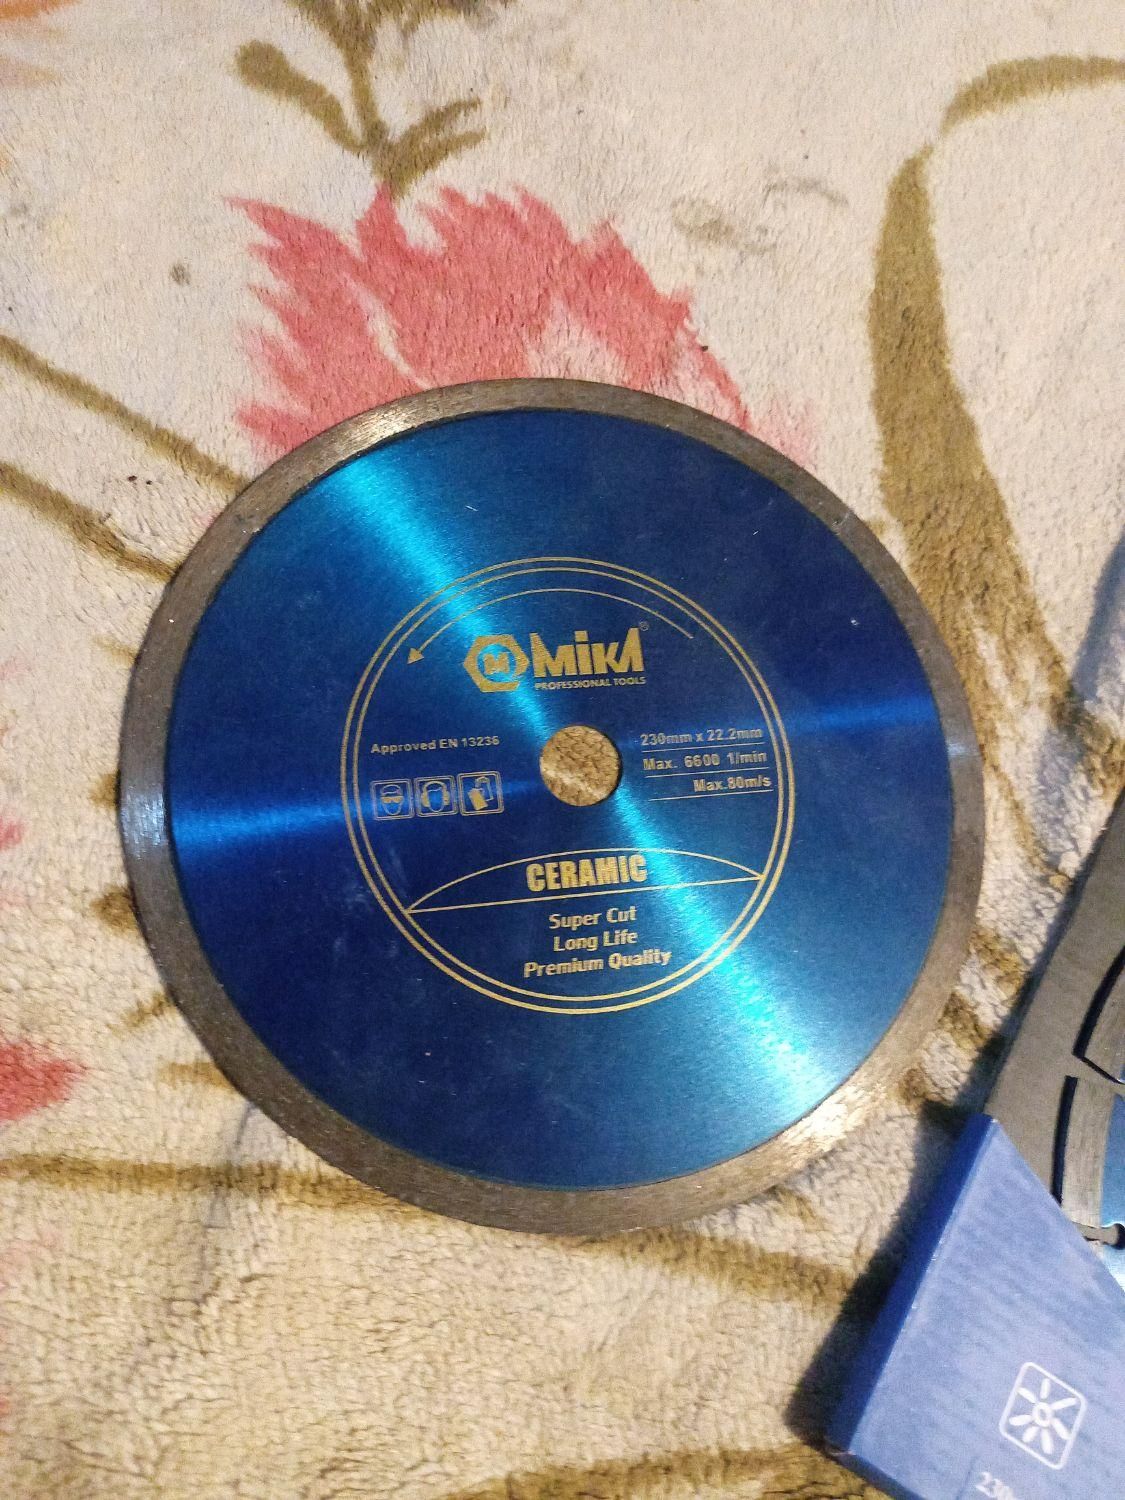 MIKA®
PROFESSIONAL TOOLS
Approved EN 13236
230mm x 22.2mm
Max. 6600 1/min
Max.80m/s
CERAMIC
Super Cut
Long Life
Premium Quality